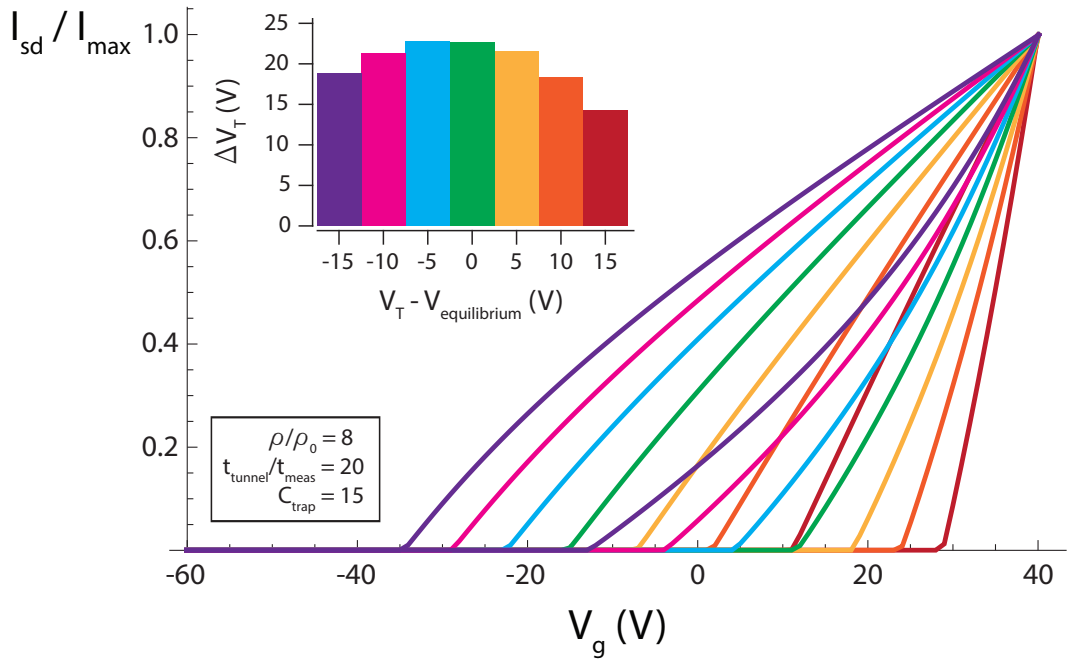 I_sd / I_max
1.0
0.8
0.6
0.4
0.2
25
20
15
10
5
0
ΔV_T (V)
-15 -10 -5 0 5 10 15
V_T - V_equilibrium (V)
ρ/ρ_0 = 8
t_tunnel/t_meas = 20
C_trap = 15
-60 -40 -20 0 20 40
V_g (V)